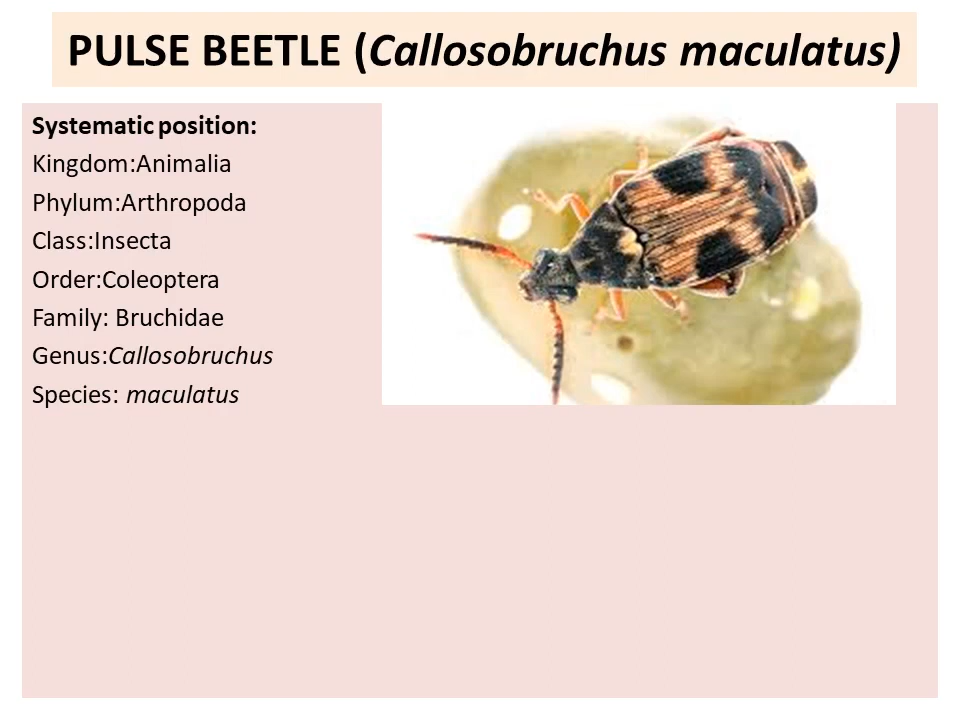 PULSE BEETLE (Callosobruchus maculatus)
Systematic position:
Kingdom:Animalia
Phylum:Arthropoda
Class:Insecta
Order:Coleoptera
Family: Bruchidae
Genus:Callosobruchus
Species: maculatus